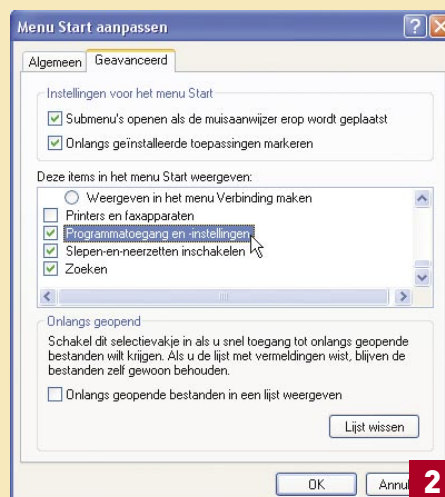 Menu Start aanpassen
Algemeen Geavanceerd
Instellingen voor het menu Start
Submenu's openen als de muisaanwijzer erop wordt geplaatst
Onlangs geïnstalleerde toepassingen markeren
Deze items in het menu Start weergeven:
Weergeven in het menu Verbinding maken
Printers en faxapparaten
Programmatoegang en -instellingen
Slepen-en-neerzetten inschakelen
Zoeken
Onlangs geopend
Schakel dit selectievakje in als u snel toegang tot onlangs geopende
bestanden wilt krijgen. Als u de lijst met vermeldingen wist, blijven de
bestanden zelf gewoon behouden.
Onlangs geopende bestanden in een lijst weergeven
Lijst wissen
OK Annul
2